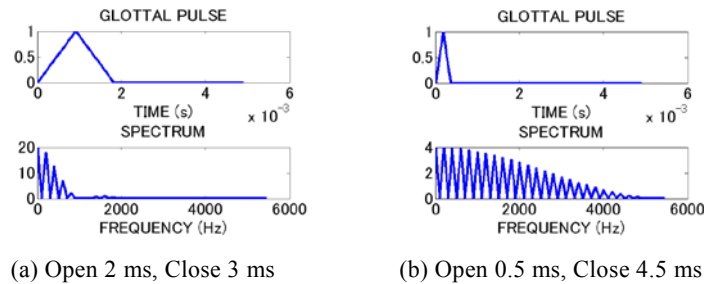 GLOTTAL PULSE
1
0.5
0
0 2 4 6
TIME (s) x 10⁻³
SPECTRUM
20
10
0
0 2000 4000 6000
FREQUENCY (Hz)
(a) Open 2 ms, Close 3 ms
GLOTTAL PULSE
1
0.5
0
0 2 4 6
TIME (s) x 10⁻³
SPECTRUM
4
2
0
0 2000 4000 6000
FREQUENCY (Hz)
(b) Open 0.5 ms, Close 4.5 ms